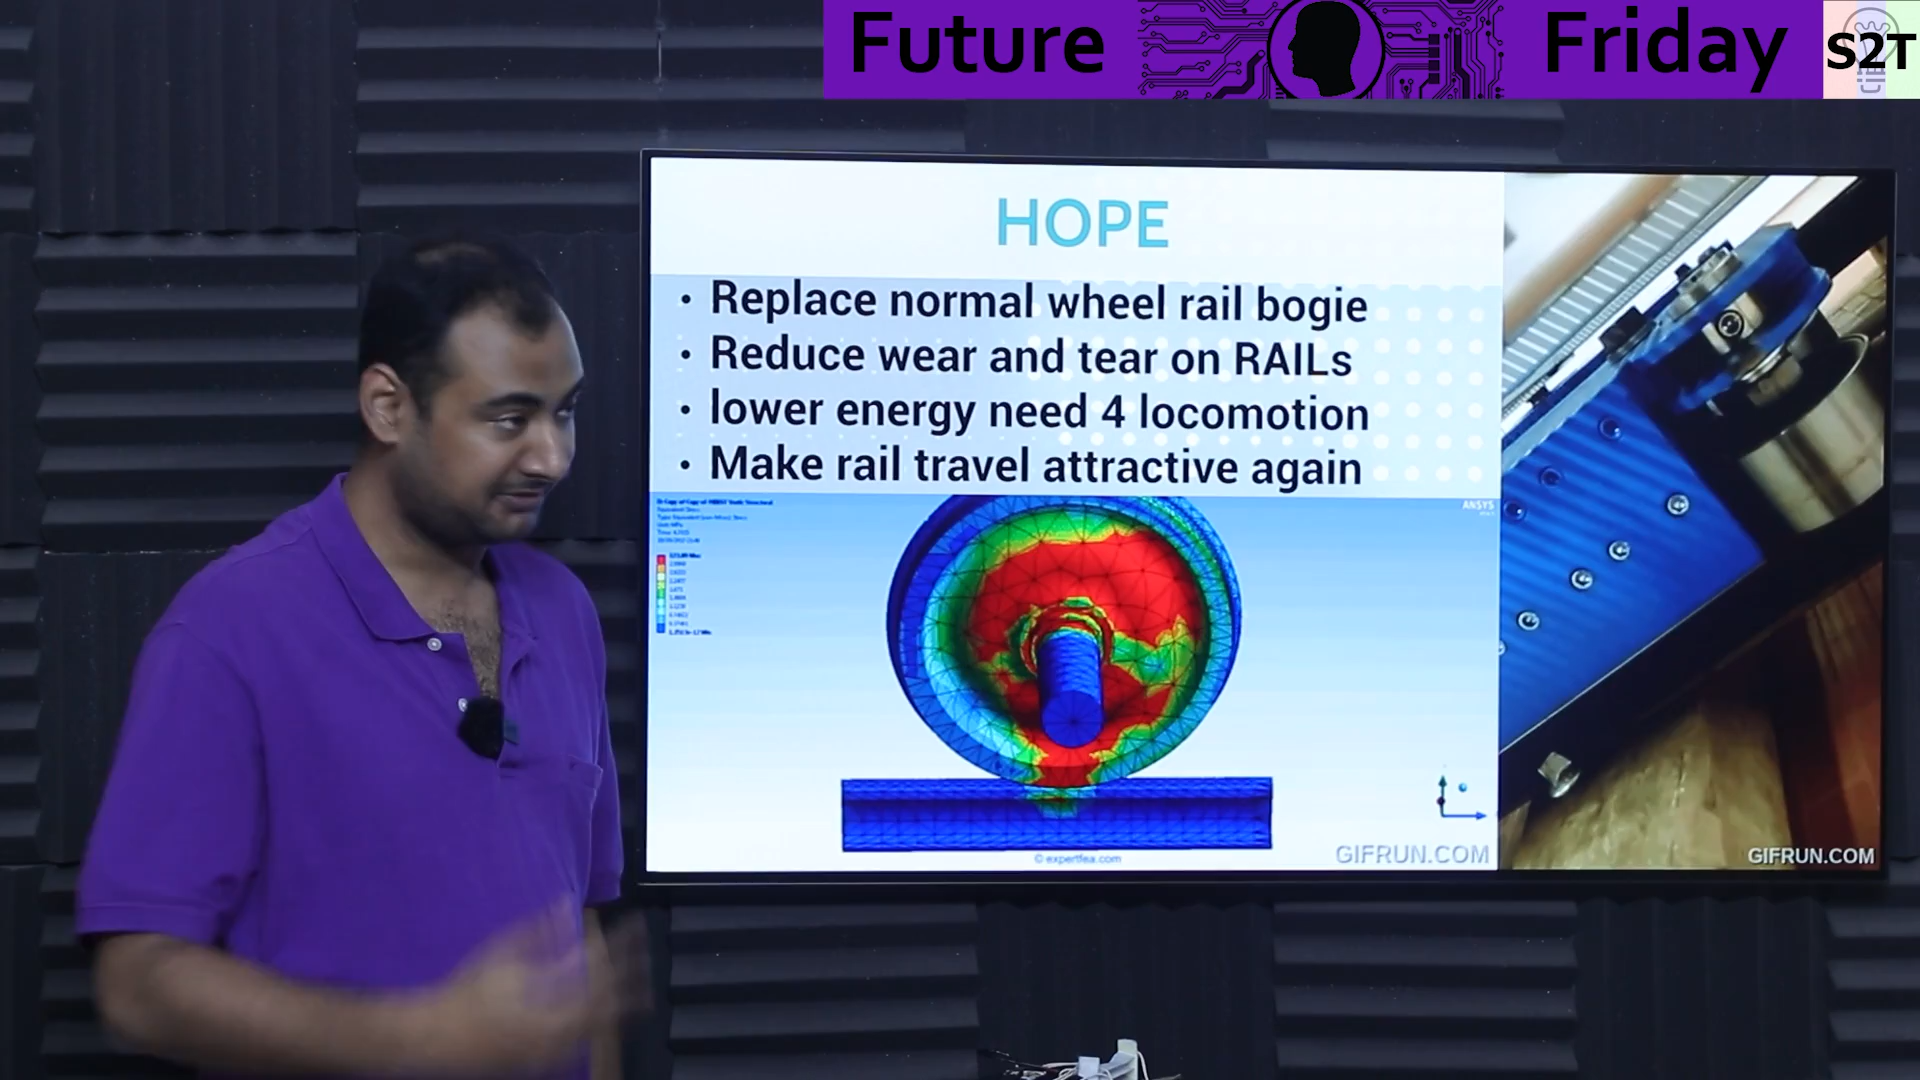 Future Friday
S2T
HOPE
• Replace normal wheel rail bogie
• Reduce wear and tear on RAILs
• lower energy need 4 locomotion
• Make rail travel attractive again
ANSYS
© expertfea.com
GIFRUN.COM
GIFRUN.COM